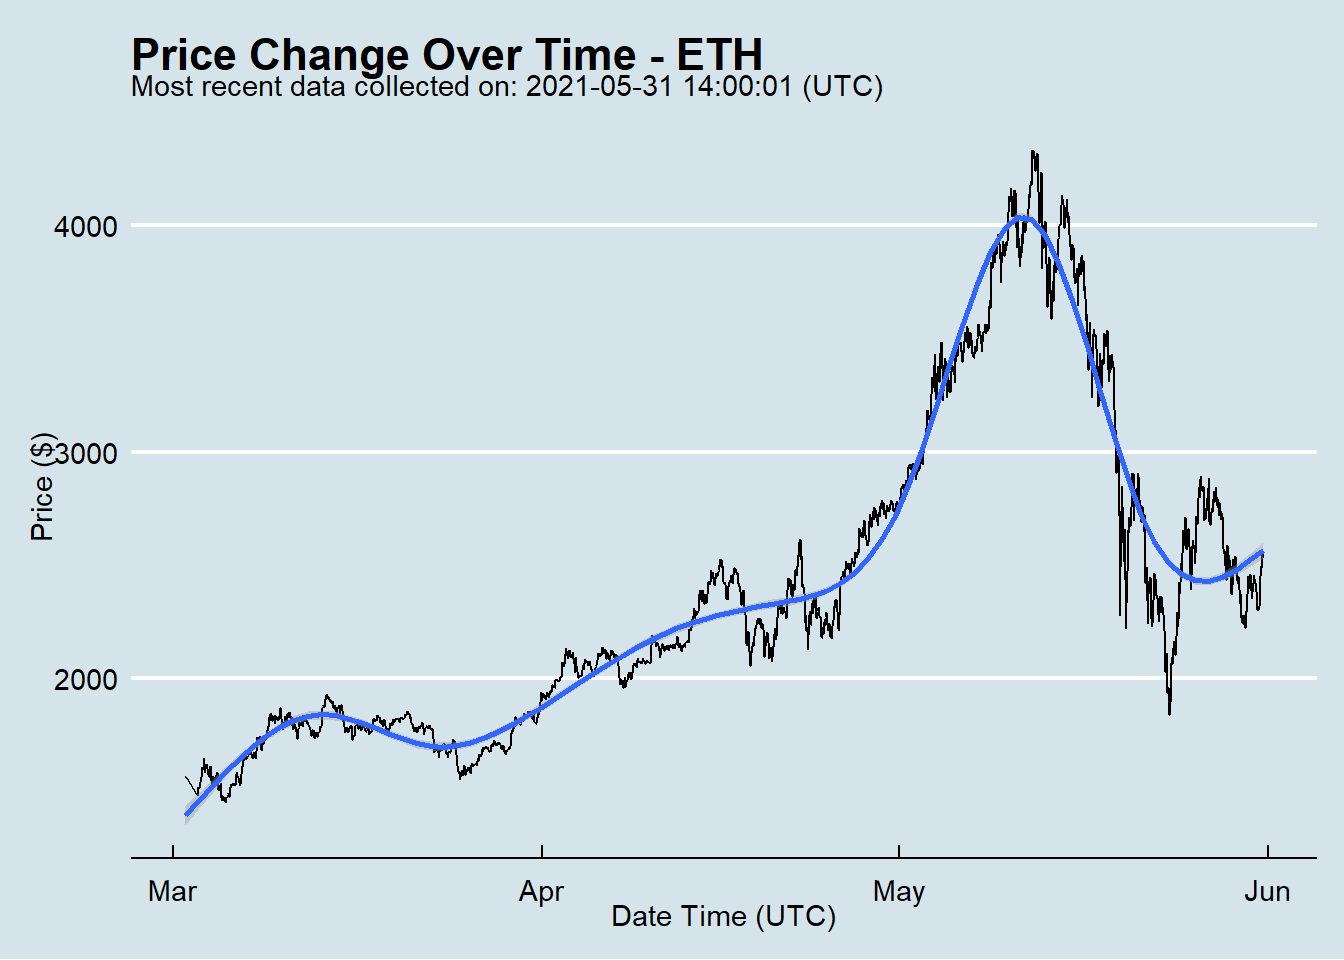 Price Change Over Time - ETH
Most recent data collected on: 2021-05-31 14:00:01 (UTC)
Price ($)
4000
3000
2000
Mar
Apr
May
Jun
Date Time (UTC)